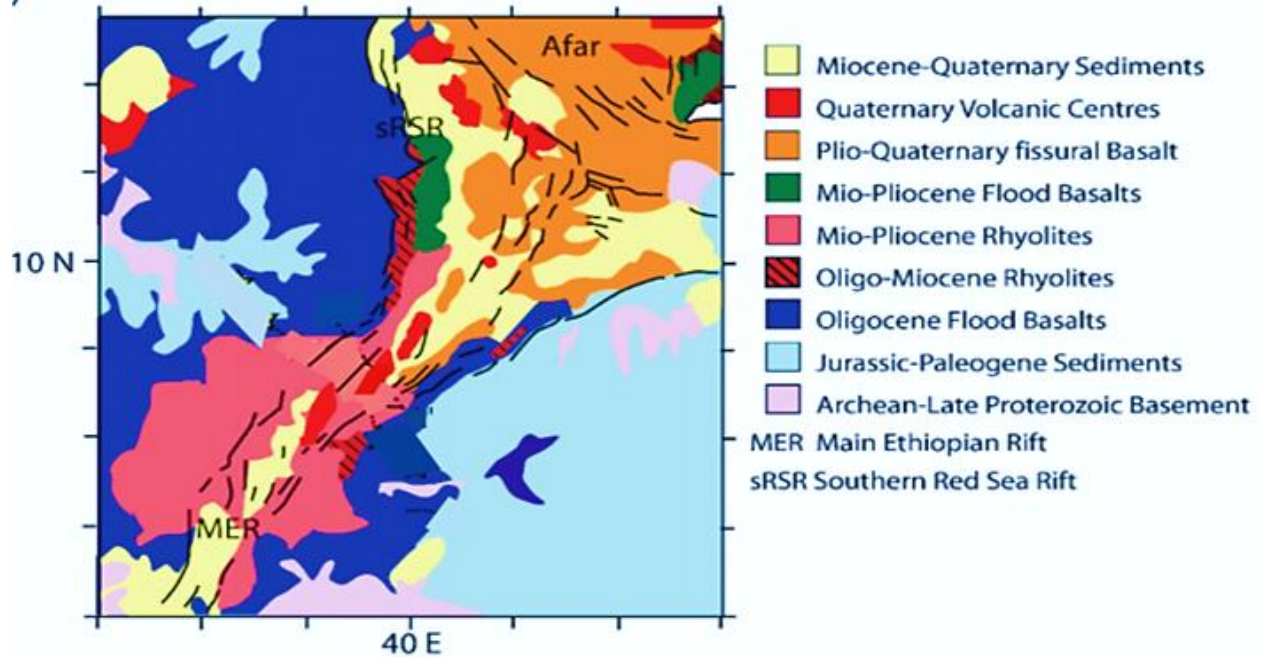 Afar
sRSR
10 N
MER
40 E
Miocene-Quaternary Sediments
Quaternary Volcanic Centres
Plio-Quaternary fissural Basalt
Mio-Pliocene Flood Basalts
Mio-Pliocene Rhyolites
Oligo-Miocene Rhyolites
Oligocene Flood Basalts
Jurassic-Paleogene Sediments
Archean-Late Proterozoic Basement
MER Main Ethiopian Rift
sRSR Southern Red Sea Rift